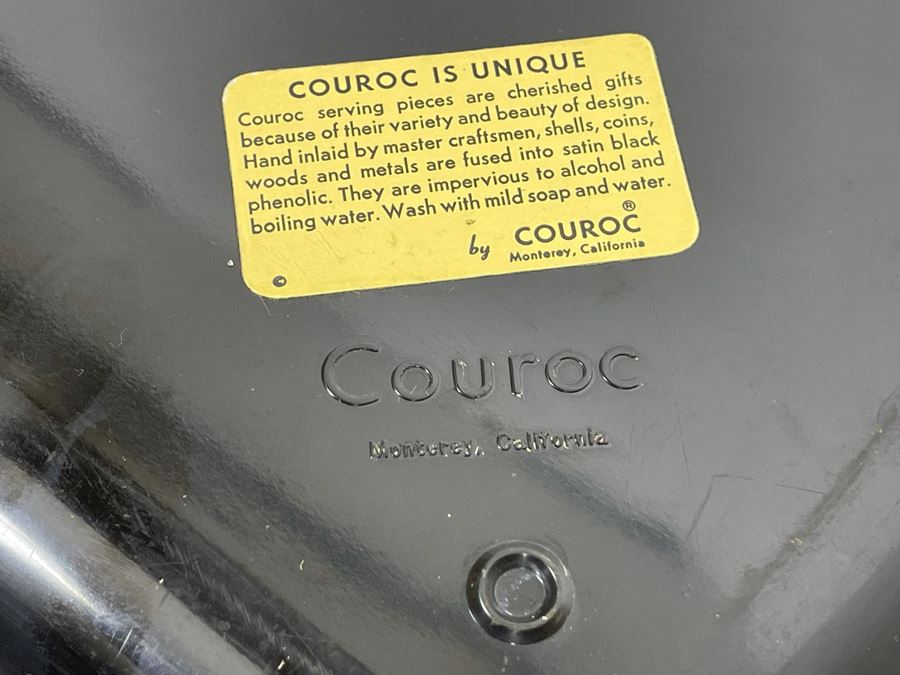 COUROC IS UNIQUE
Couroc serving pieces are cherished gifts
because of their variety and beauty of design.
Hand inlaid by master craftsmen, shells, coins,
woods and metals are fused into satin black
phenolic. They are impervious to alcohol and
boiling water. Wash with mild soap and water.
by COUROC®
Monterey, California
©
Couroc
Monterey, California